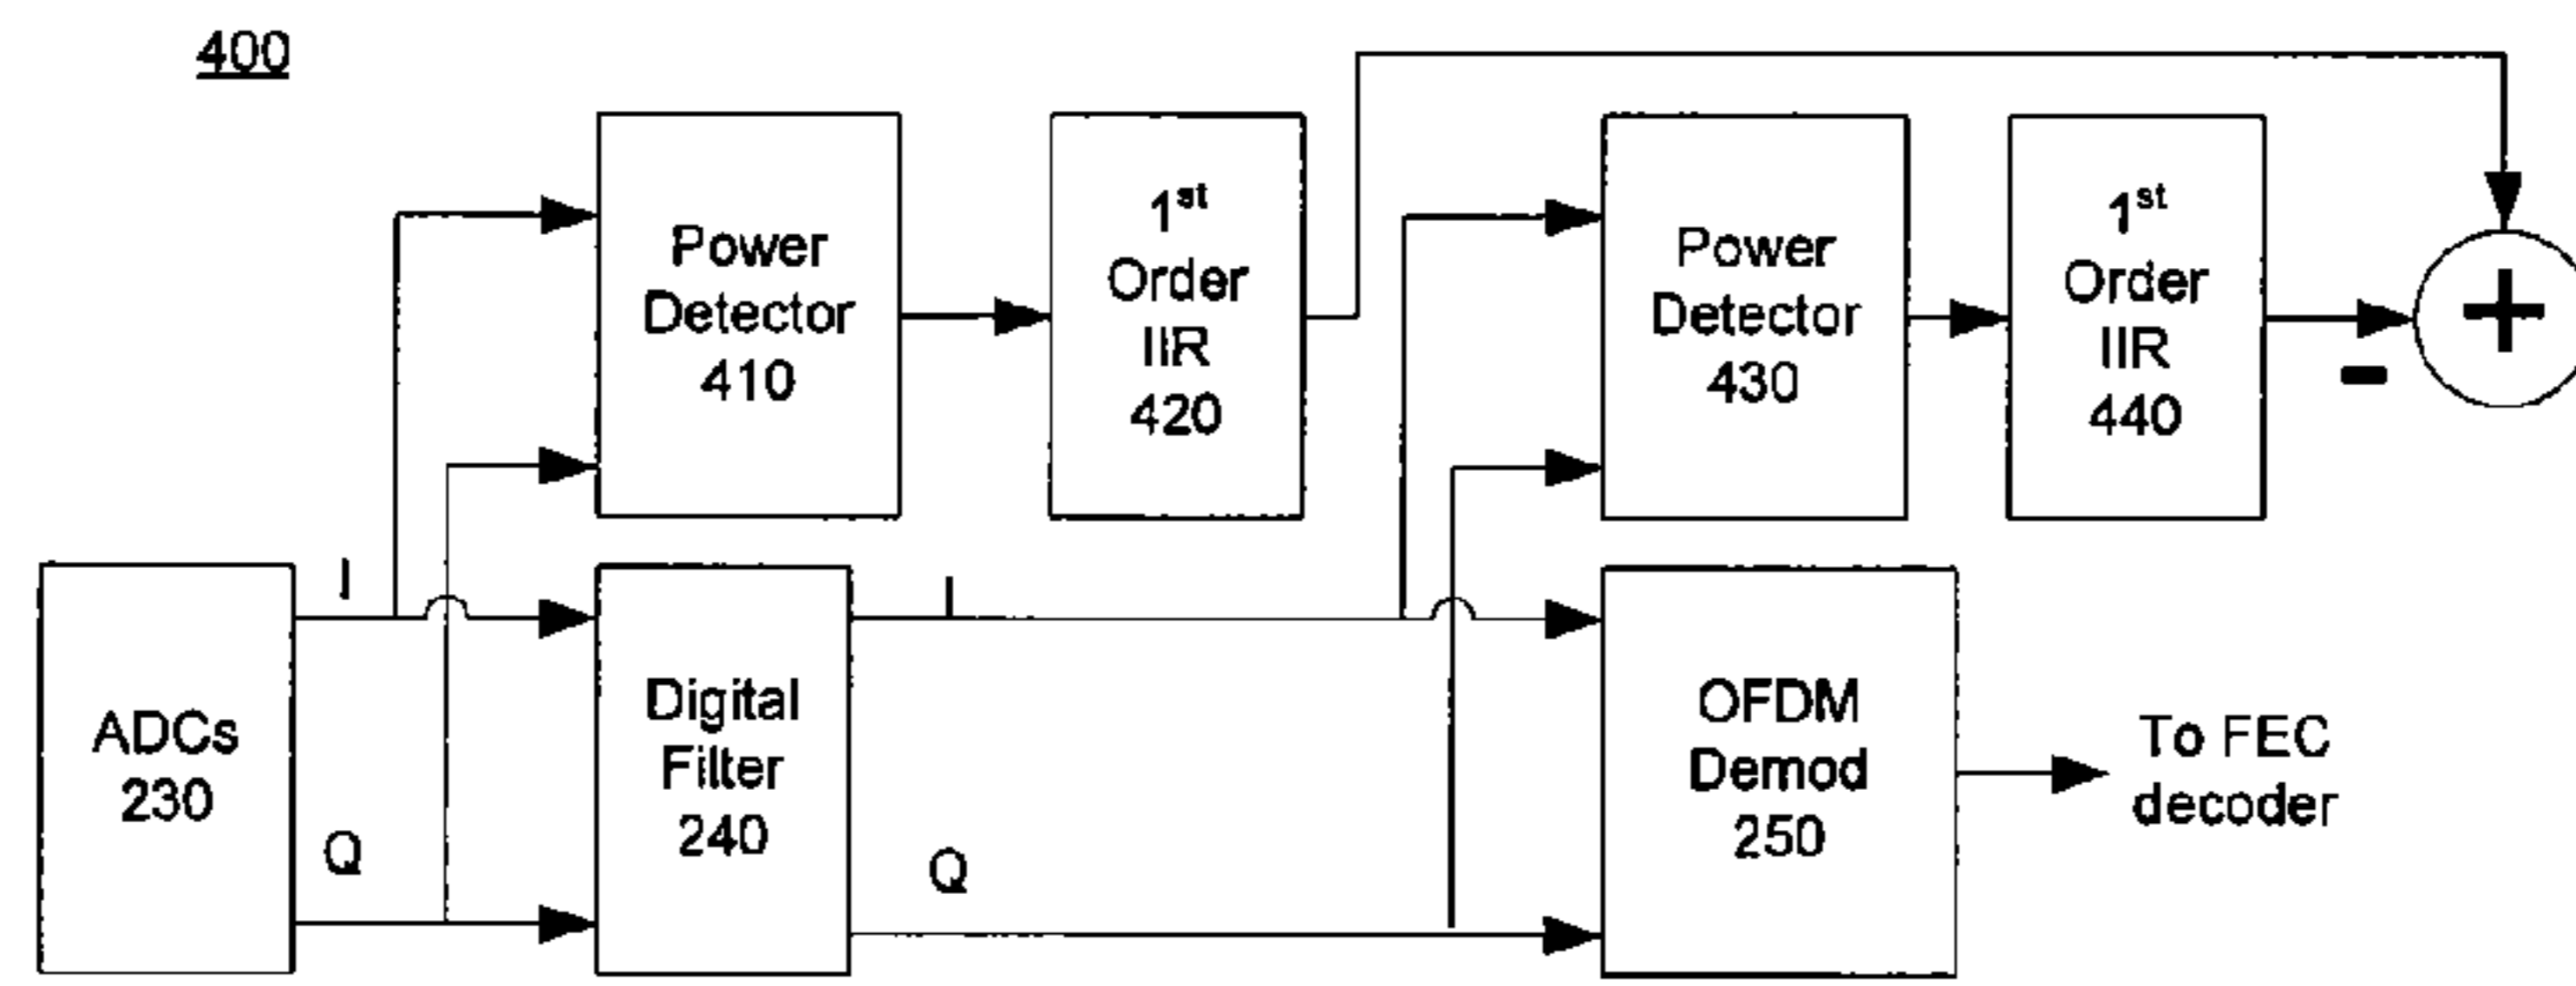 400
Power
Detector
410
1st
Order
IIR
420
Power
Detector
430
1st
Order
IIR
440
+
-
ADCs
230
I
Q
Digital
Filter
240
I
Q
OFDM
Demod
250
To FEC
decoder